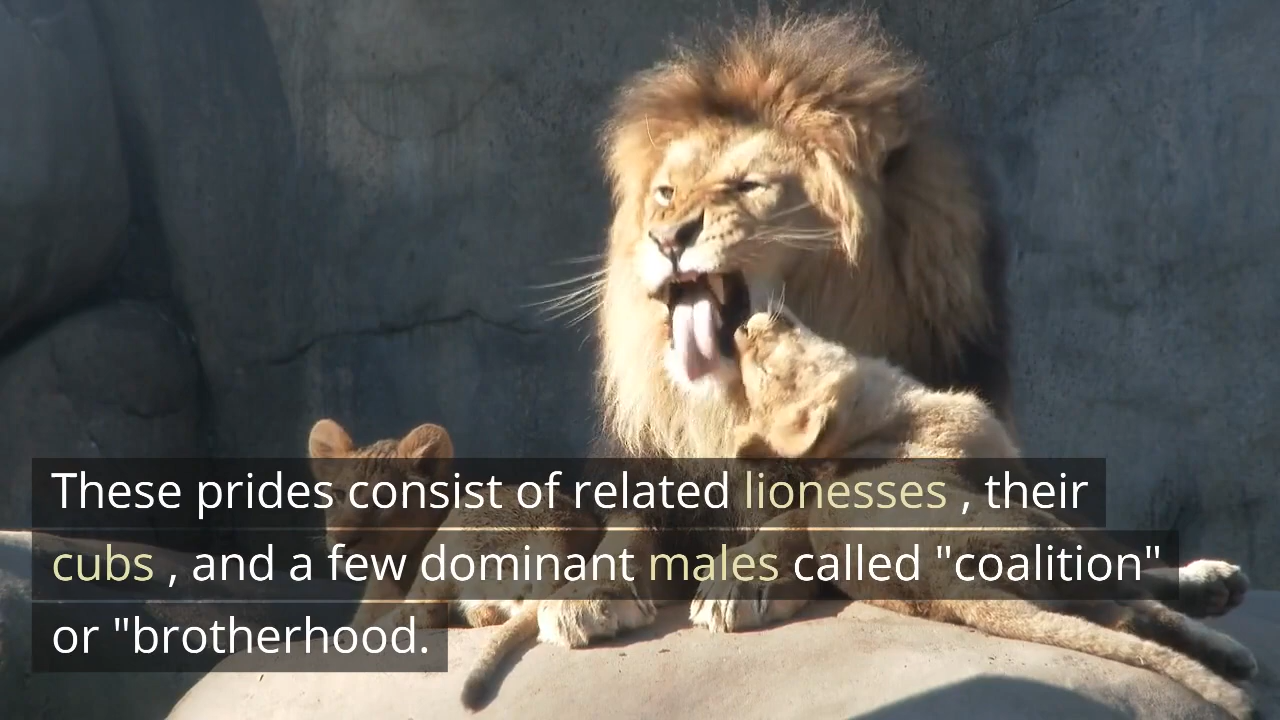 These prides consist of related lionesses , their
cubs , and a few dominant males called "coalition"
or "brotherhood.